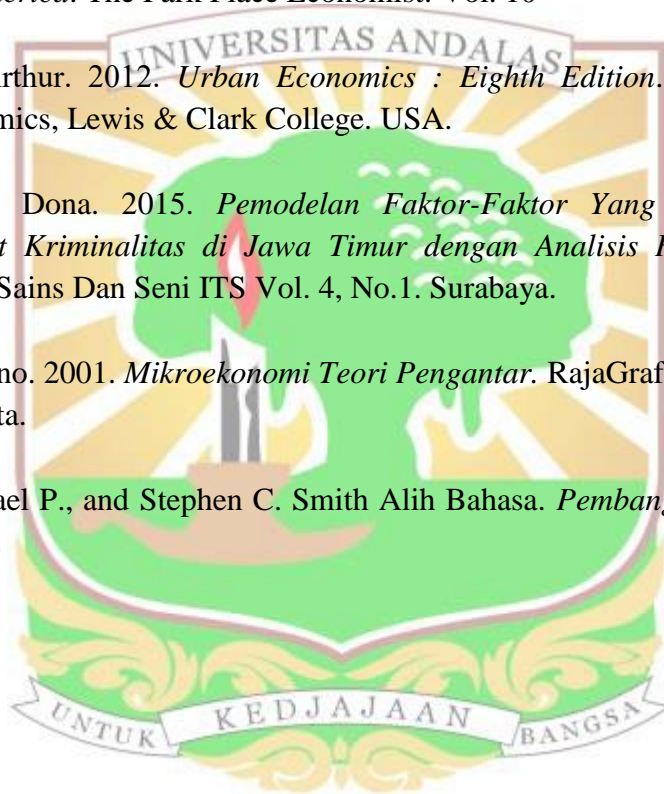 erica. The Park Place Economist. Vol. 16
UNIVERSITAS ANDALAS
rthur. 2012. Urban Economics : Eighth Edition.
mics, Lewis & Clark College. USA.
Dona. 2015. Pemodelan Faktor-Faktor Yang
t Kriminalitas di Jawa Timur dengan Analisis
Sains Dan Seni ITS Vol. 4, No.1. Surabaya.
no. 2001. Mikroekonomi Teori Pengantar. RajaGraf
ta.
ael P., and Stephen C. Smith Alih Bahasa. Pembang
UNTUK KEDJAJAAN BANGSA